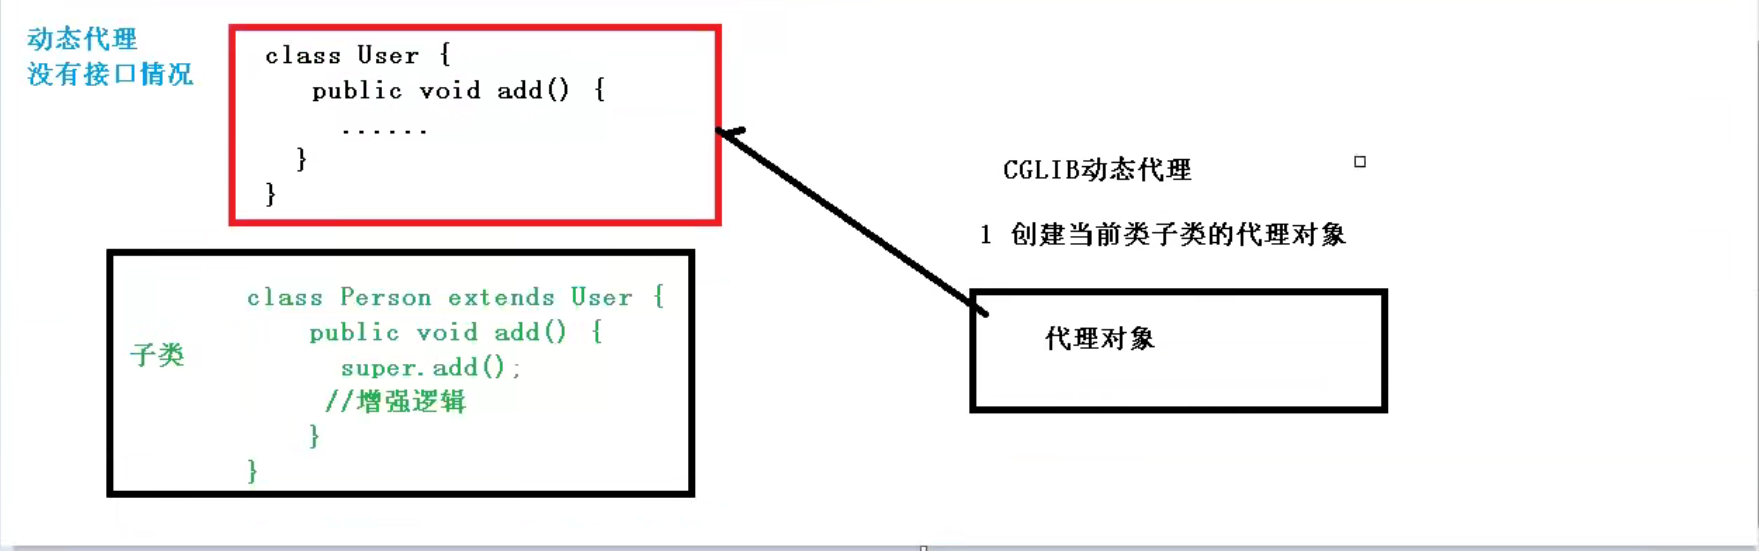 动态代理
没有接口情况
class User {
public void add() {
......
}
}
子类
class Person extends User {
public void add() {
super.add();
//增强逻辑
}
}
CGLIB动态代理
1 创建当前类子类的代理对象
代理对象